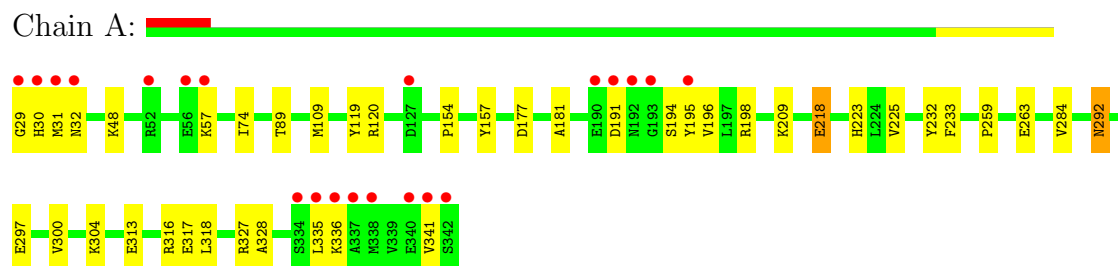 Chain A:
G29 H30 M31 N32 K48 R52 E56 K57 I74 T89 M109 Y119 R120 D127 P154 Y157 D177 A181 E190 D191 N192 G193 S194 Y195 V196 L197 R198 K209 E218 H223 L224 V225 Y232 F233 P259 E263 V284 N292
E297 V300 K304 E313 R316 E317 L318 R327 A328 S334 L335 K336 A337 M338 V339 E340 V341 S342